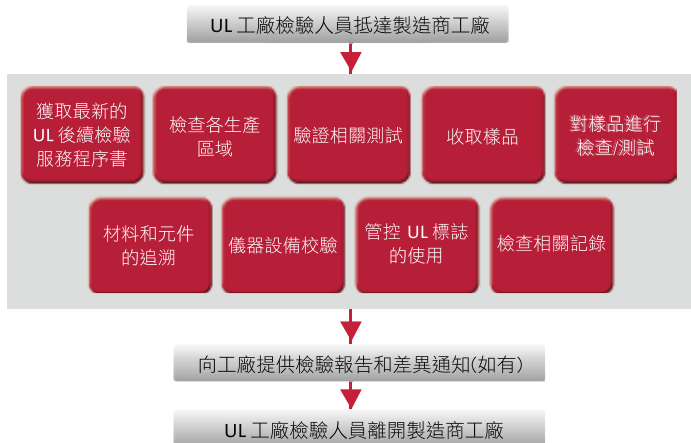 UL 工廠檢驗人員抵達製造商工廠
獲取最新的
UL 後續檢驗
服務程序書
檢查各生產
區域
驗證相關測試
收取樣品
對樣品進行
檢查/測試
材料和元件
的追溯
儀器設備校驗
管控 UL 標誌
的使用
檢查相關記錄
向工廠提供檢驗報告和差異通知(如有)
UL 工廠檢驗人員離開製造商工廠